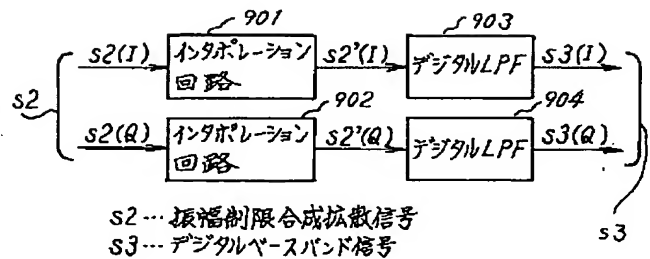 901
903
s2(I)
インタポレーション
回路
s2'(I)
デジタルLPF
s3(I)
s2
902
904
s2(Q)
インタポレーション
回路
s2'(Q)
デジタルLPF
s3(Q)
s3
s2…振幅制限合成拡散信号
s3…デジタルベースバンド信号